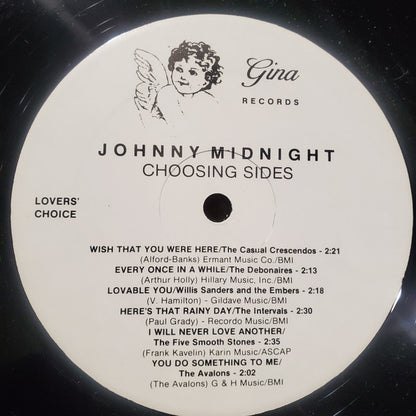 Gina
RECORDS
JOHNNY MIDNIGHT
CHOOSING SIDES
LOVERS'
CHOICE
WISH THAT YOU WERE HERE/The Casual Crescendos - 2:21
(Alford-Banks) Ermant Music Co./BMI
EVERY ONCE IN A WHILE/The Debonaires - 2:13
(Arthur Holly) Hillary Music, Inc./BMI
LOVABLE YOU/Willis Sanders and the Embers - 2:18
(V. Hamilton) - Gildave Music/BMI
HERE'S THAT RAINY DAY/The Intervals - 2:30
(Paul Grady) - Recordo Music/BMI
I WILL NEVER LOVE ANOTHER/
The Five Smooth Stones - 2:35
(Frank Kavelin) Karin Music/ASCAP
YOU DO SOMETHING TO ME/
The Avalons - 2:02
(The Avalons) G & H Music/BMI